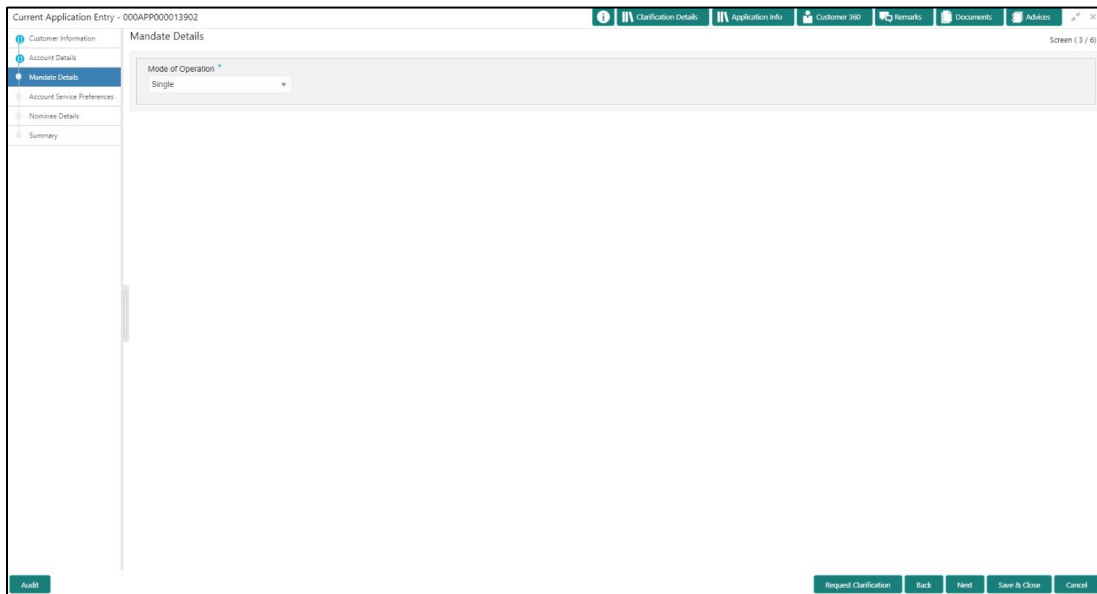 Current Application Entry - 000APP000013902
Clarification Details
Application Info
Customer 360
Remarks
Documents
Advices
Customer Information
Account Details
Mandate Details
Account Service Preferences
Nominee Details
Summary
Mandate Details
Screen ( 3 / 6)
Mode of Operation *
Single
Audit
Request Clarification
Back
Next
Save & Close
Cancel